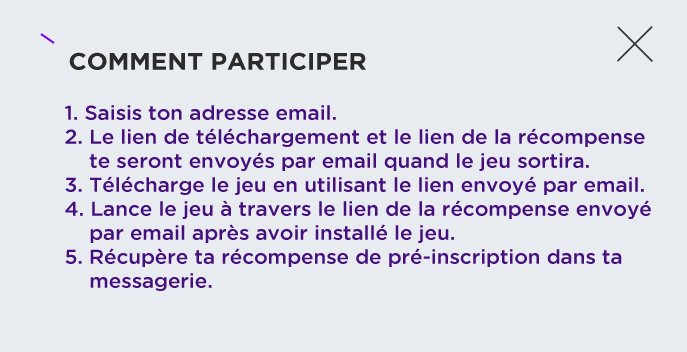 COMMENT PARTICIPER
1. Saisis ton adresse email.
2. Le lien de téléchargement et le lien de la récompense
te seront envoyés par email quand le jeu sortira.
3. Télécharge le jeu en utilisant le lien envoyé par email.
4. Lance le jeu à travers le lien de la récompense envoyé
par email après avoir installé le jeu.
5. Récupère ta récompense de pré-inscription dans ta
messagerie.